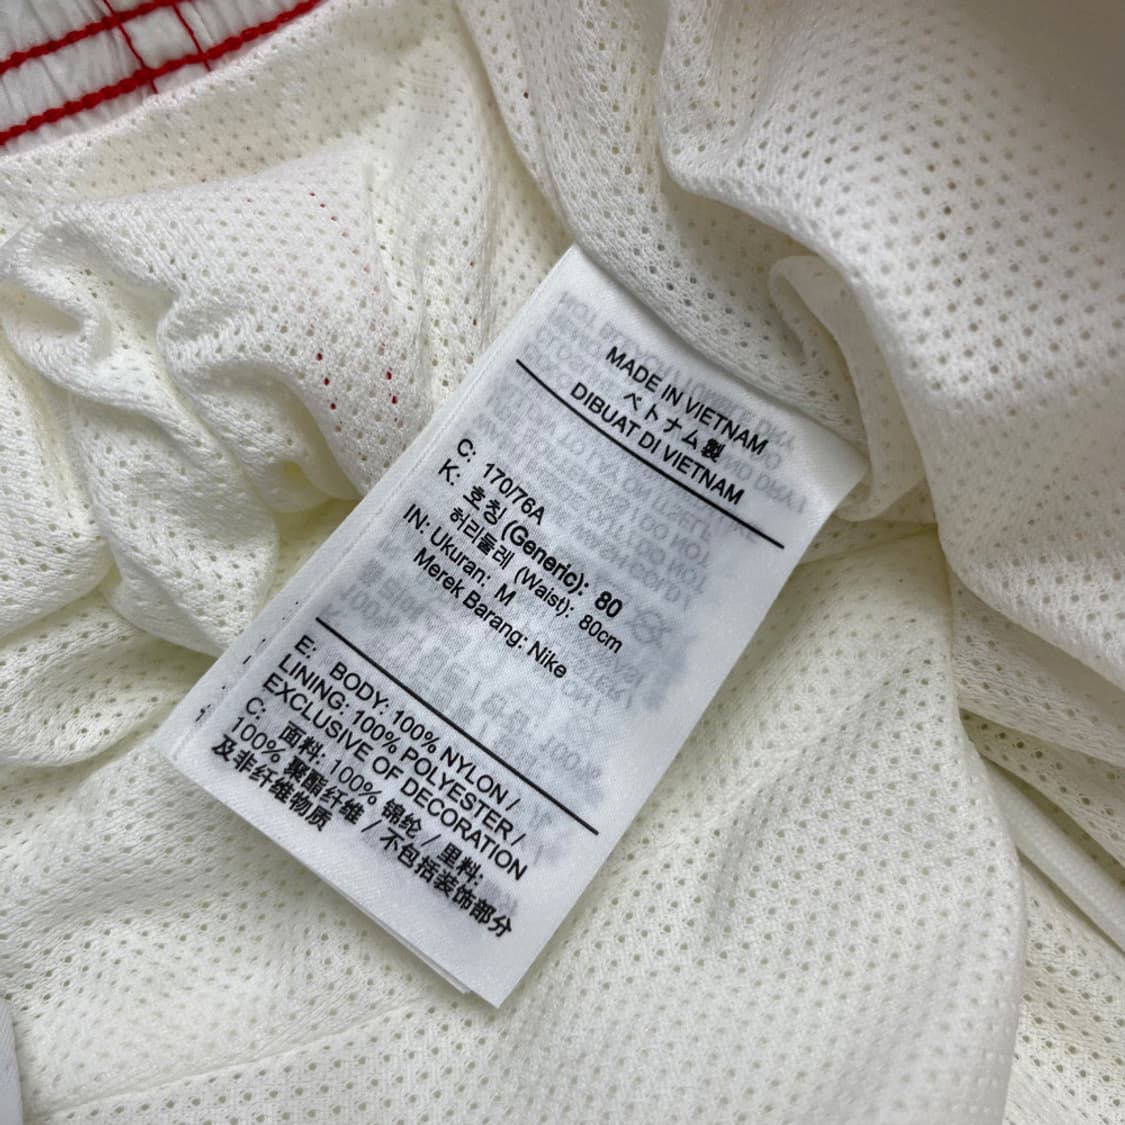 MADE IN VIETNAM
ベトナム製
DIBUAT DI VIETNAM
C: 170/76A
K: 호칭 (Generic): 80
허리둘레 (Waist): 80cm
IN: Ukuran: M
Merek Barang: Nike
E: BODY: 100% NYLON /
LINING: 100% POLYESTER /
EXCLUSIVE OF DECORATION
C: 面料: 100% 锦纶 / 里料:
100% 聚酯纤维 / 不包括装饰部分
及非纤维物质